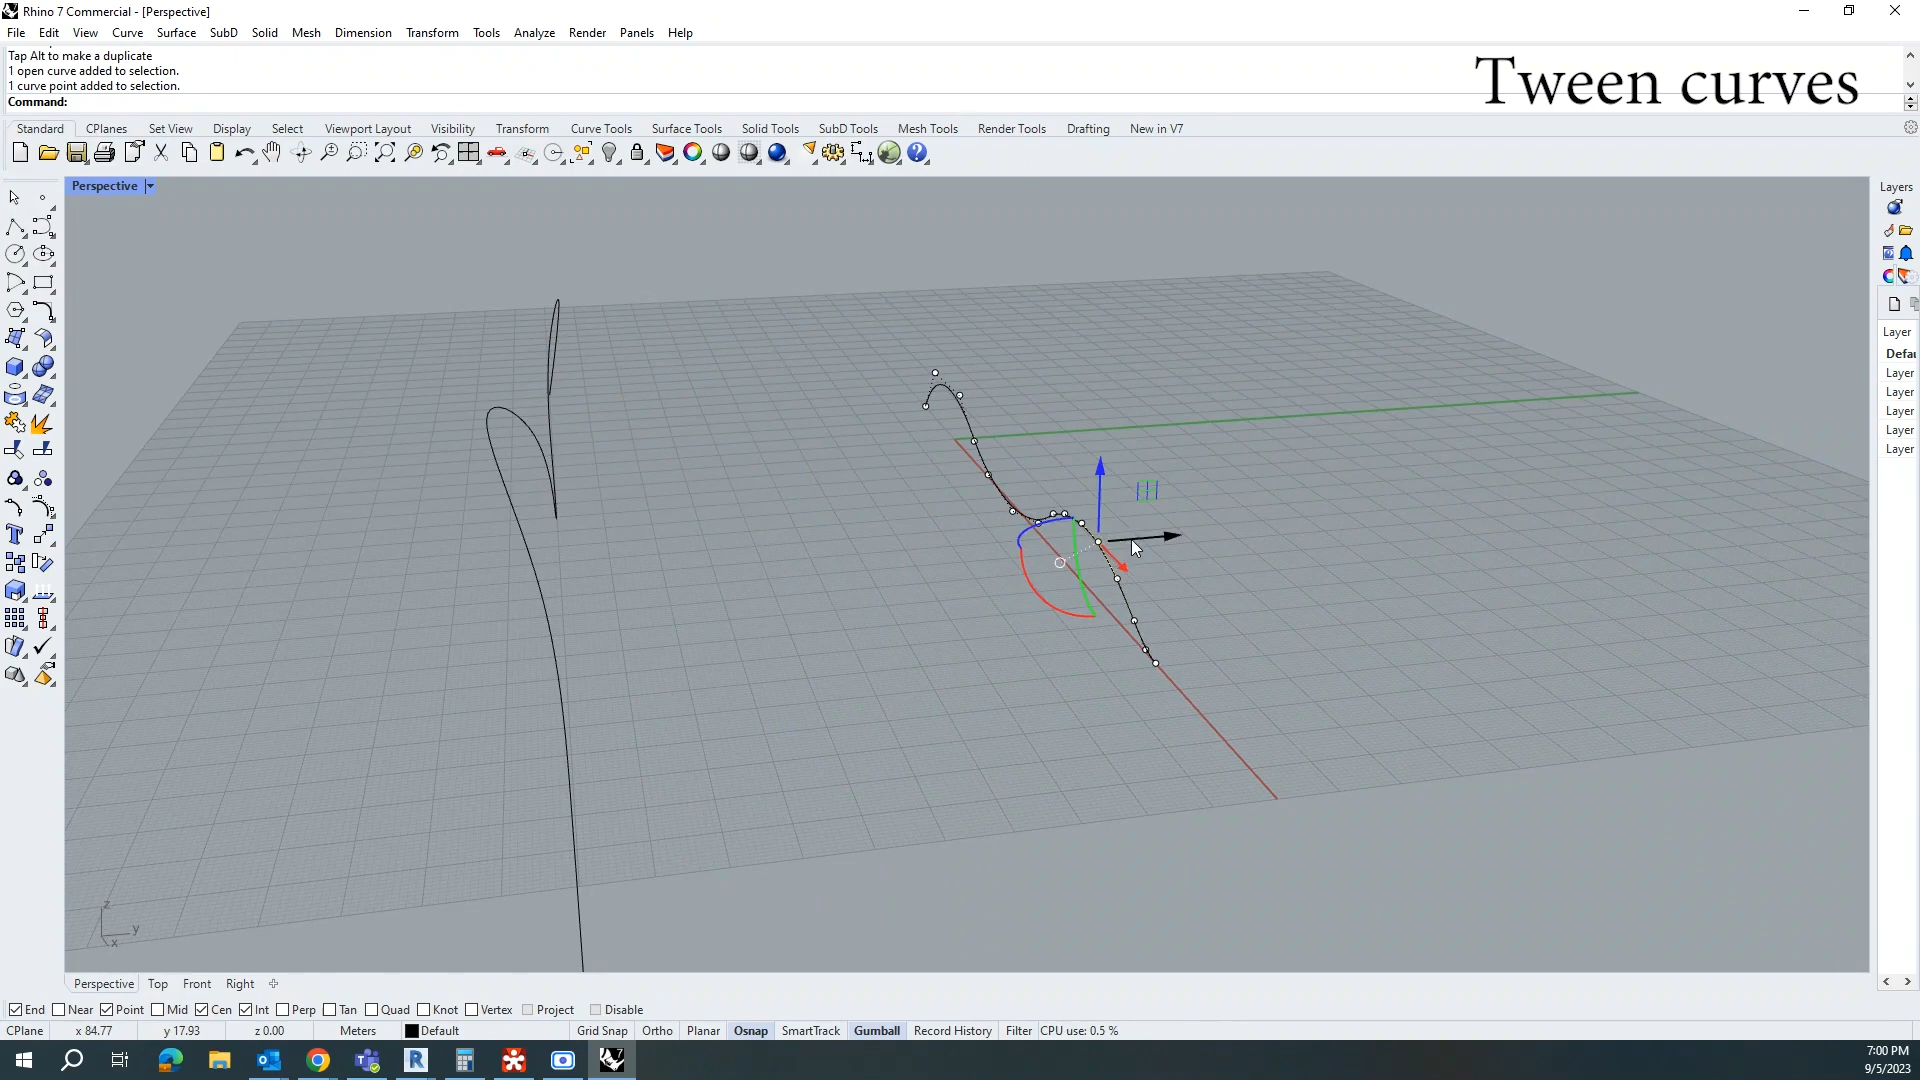 Rhino 7 Commercial - [Perspective]
File Edit View Curve Surface SubD Solid Mesh Dimension Transform Tools Analyze Render Panels Help
Tap Alt to make a duplicate
1 open curve added to selection.
1 curve point added to selection.
Command:
Tween curves
Standard CPlanes Set View Display Select Viewport Layout Visibility Transform Curve Tools Surface Tools Solid Tools SubD Tools Mesh Tools Render Tools Drafting New in V7
Perspective
Layers
Layer
Defau
Layer
Layer
Layer
Layer
Layer
z
y
x
Perspective Top Front Right
End Near Point Mid Cen Int Perp Tan Quad Knot Vertex Project Disable
CPlane x 84.77 y 17.93 z 0.00 Meters Default Grid Snap Ortho Planar Osnap SmartTrack Gumball Record History Filter CPU use: 0.5 %
7:00 PM
9/5/2023